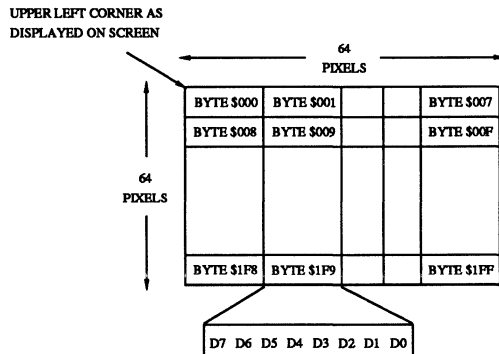 UPPER LEFT CORNER AS
DISPLAYED ON SCREEN
64
PIXELS
BYTE $000 BYTE $001 BYTE $007
BYTE $008 BYTE $009 BYTE $00F
64
PIXELS
BYTE $1F8 BYTE $1F9 BYTE $1FF
D7 D6 D5 D4 D3 D2 D1 D0